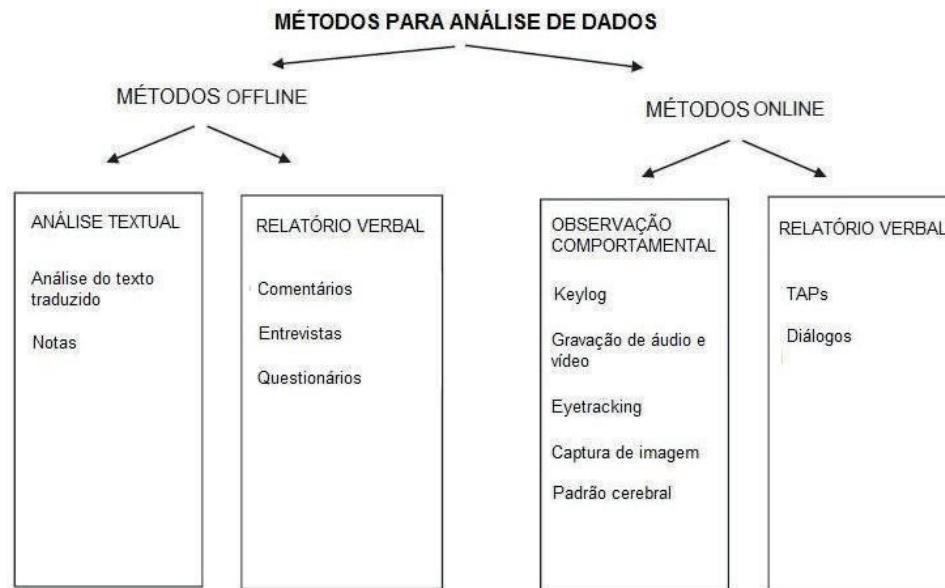 MÉTODOS PARA ANÁLISE DE DADOS
MÉTODOS OFFLINE
MÉTODOS ONLINE
ANÁLISE TEXTUAL
Análise do texto
traduzido
Notas
RELATÓRIO VERBAL
Comentários
Entrevistas
Questionários
OBSERVAÇÃO
COMPORTAMENTAL
Keylog
Gravação de áudio e
vídeo
Eyetracking
Captura de imagem
Padrão cerebral
RELATÓRIO VERBAL
TAPs
Diálogos